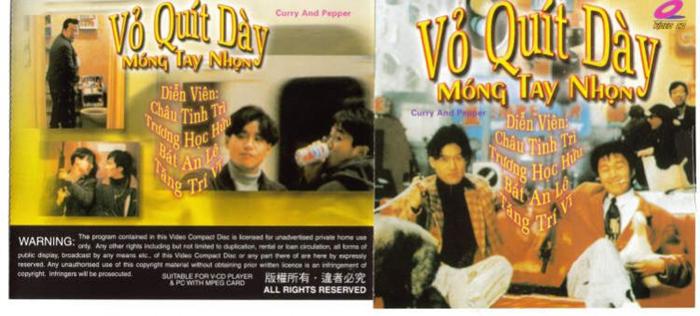 Curry And Pepper
Vỏ Quít Dày
Móng Tay Nhọn
Diễn Viên:
Châu Tinh Trì
Trương Học Hữu
Bát An Lê
Tăng Trí Vĩ
WARNING: The program contained in this Video Compact Disc is licensed for unadvertised private home use
only. Any other rights including but not limited to duplication, rental or loan circulation, all forms of
public display, broadcast by any means etc., of this Video Compact Disc or any part there of are here by expressly
reserved. Any unauthorised use of this copyright material without obtaining prior written licence is an infringement of
copyright. Infringers will be prosecuted.
SUITABLE FOR V-CD PLAYER
& PC WITH MPEG CARD
版權所有·違者必究
ALL RIGHTS RESERVED
Vỏ Quít Dày
Móng Tay Nhọn
Curry And Pepper
Diễn Viên:
Châu Tinh Trì
Trương Học Hữu
Bát An Lê
Tăng Trí Vĩ